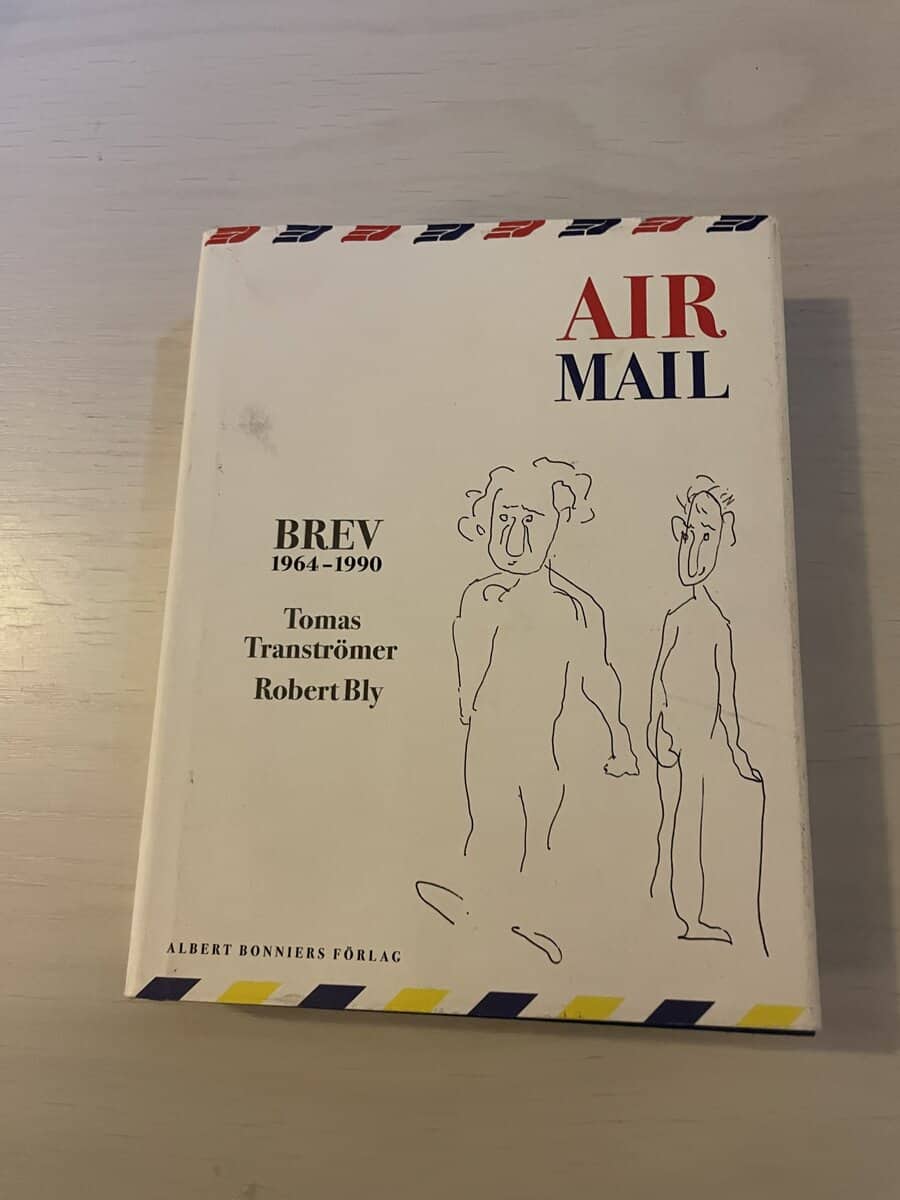 AIR
MAIL
BREV
1964–1990
Tomas
Tranströmer
Robert Bly
ALBERT BONNIERS FÖRLAG